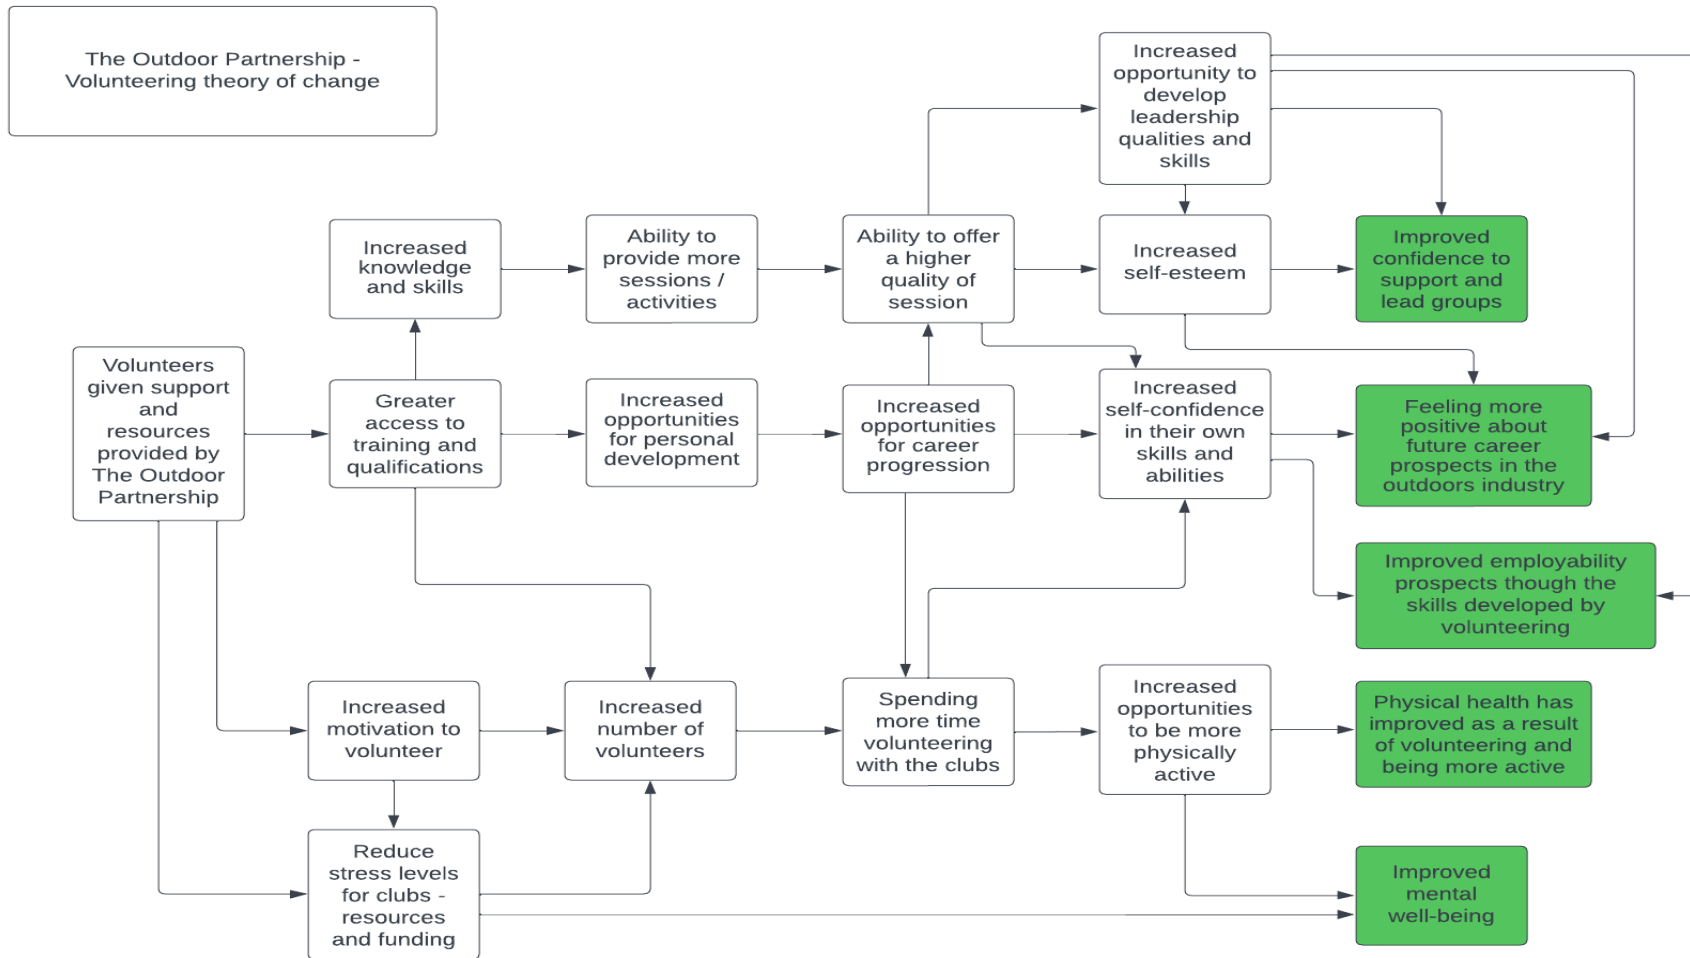 The Outdoor Partnership -
Volunteering theory of change
Increased
opportunity to
develop
leadership
qualities and
skills
Increased
knowledge
and skills
Ability to
provide more
sessions /
activities
Ability to offer
a higher
quality of
session
Increased
self-esteem
Improved
confidence to
support and
lead groups
Volunteers
given support
and
resources
provided by
The Outdoor
Partnership
Greater
access to
training and
qualifications
Increased
opportunities
for personal
development
Increased
opportunities
for career
progression
Increased
self-confidence
in their own
skills and
abilities
Feeling more
positive about
future career
prospects in the
outdoors industry
Improved employability
prospects though the
skills developed by
volunteering
Increased
motivation to
volunteer
Increased
number of
volunteers
Spending
more time
volunteering
with the clubs
Increased
opportunities
to be more
physically
active
Physical health has
improved as a result
of volunteering and
being more active
Reduce
stress levels
for clubs -
resources
and funding
Improved
mental
well-being